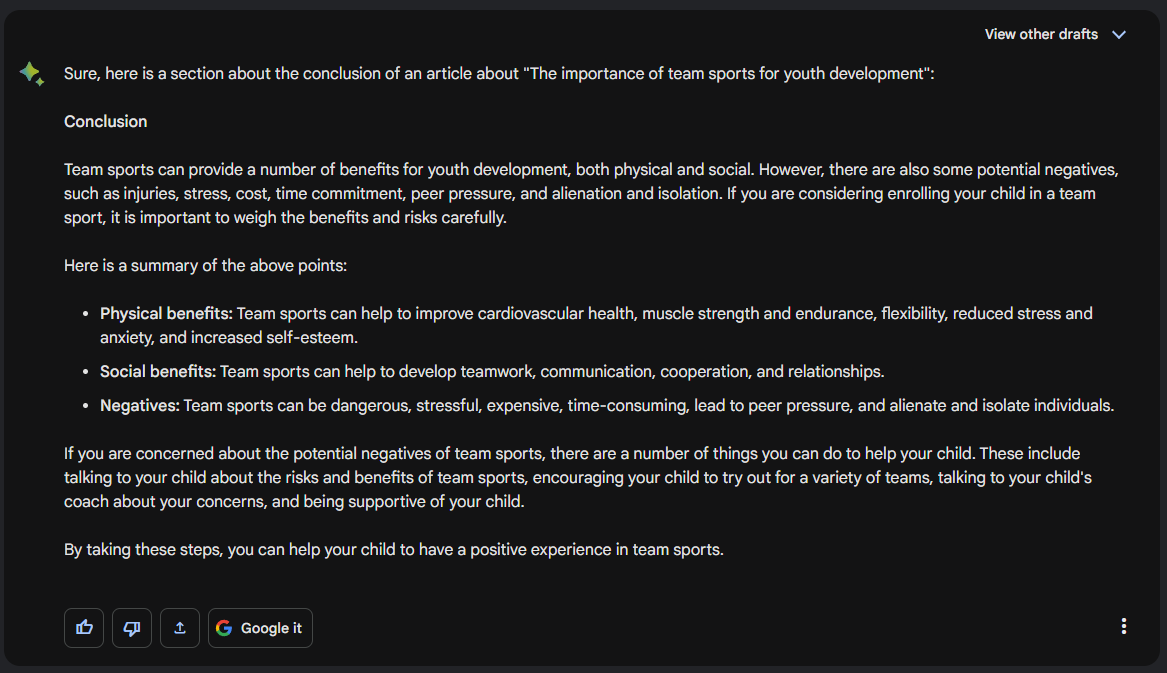 View other drafts
Sure, here is a section about the conclusion of an article about "The importance of team sports for youth development":
Conclusion
Team sports can provide a number of benefits for youth development, both physical and social. However, there are also some potential negatives,
such as injuries, stress, cost, time commitment, peer pressure, and alienation and isolation. If you are considering enrolling your child in a team
sport, it is important to weigh the benefits and risks carefully.
Here is a summary of the above points:
• Physical benefits: Team sports can help to improve cardiovascular health, muscle strength and endurance, flexibility, reduced stress and
anxiety, and increased self-esteem.
• Social benefits: Team sports can help to develop teamwork, communication, cooperation, and relationships.
• Negatives: Team sports can be dangerous, stressful, expensive, time-consuming, lead to peer pressure, and alienate and isolate individuals.
If you are concerned about the potential negatives of team sports, there are a number of things you can do to help your child. These include
talking to your child about the risks and benefits of team sports, encouraging your child to try out for a variety of teams, talking to your child's
coach about your concerns, and being supportive of your child.
By taking these steps, you can help your child to have a positive experience in team sports.
Google it